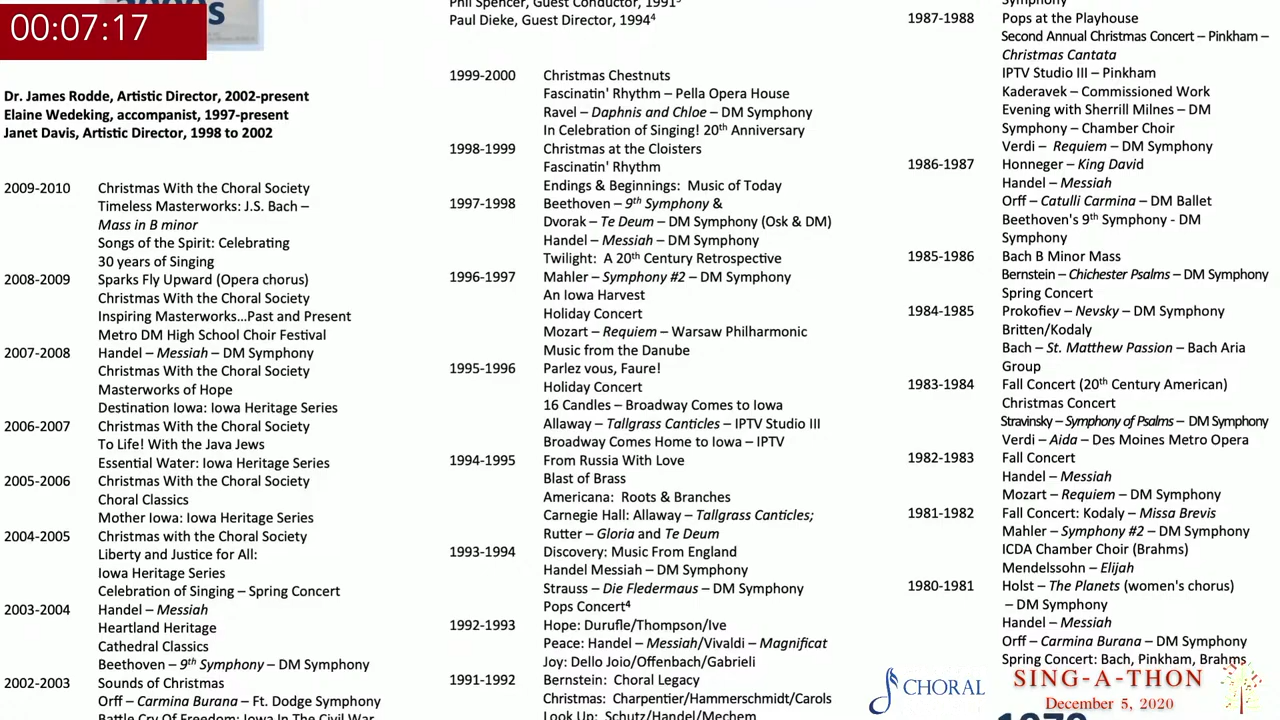 00:07:17
Dr. James Rodde, Artistic Director, 2002-present
Elaine Wedeking, accompanist, 1997-present
Janet Davis, Artistic Director, 1998 to 2002
2009-2010 Christmas With the Choral Society
Timeless Masterworks: J.S. Bach –
Mass in B minor
Songs of the Spirit: Celebrating
30 years of Singing
2008-2009 Sparks Fly Upward (Opera chorus)
Christmas With the Choral Society
Inspiring Masterworks...Past and Present
Metro DM High School Choir Festival
2007-2008 Handel – Messiah – DM Symphony
Christmas With the Choral Society
Masterworks of Hope
Destination Iowa: Iowa Heritage Series
2006-2007 Christmas With the Choral Society
To Life! With the Java Jews
Essential Water: Iowa Heritage Series
2005-2006 Christmas With the Choral Society
Choral Classics
Mother Iowa: Iowa Heritage Series
2004-2005 Christmas with the Choral Society
Liberty and Justice for All:
Iowa Heritage Series
Celebration of Singing – Spring Concert
2003-2004 Handel – Messiah
Heartland Heritage
Cathedral Classics
Beethoven – 9th Symphony – DM Symphony
2002-2003 Sounds of Christmas
Orff – Carmina Burana – Ft. Dodge Symphony
Battle Cry Of Freedom: Iowa In The Civil War
Phil Spencer, Guest Conductor, 1991
Paul Dieke, Guest Director, 1994⁴
1999-2000 Christmas Chestnuts
Fascinatin' Rhythm – Pella Opera House
Ravel – Daphnis and Chloe – DM Symphony
In Celebration of Singing! 20th Anniversary
1998-1999 Christmas at the Cloisters
Fascinatin' Rhythm
Endings & Beginnings: Music of Today
1997-1998 Beethoven – 9th Symphony &
Dvorak – Te Deum – DM Symphony (Osk & DM)
Handel – Messiah – DM Symphony
Twilight: A 20th Century Retrospective
1996-1997 Mahler – Symphony #2 – DM Symphony
An Iowa Harvest
Holiday Concert
Mozart – Requiem – Warsaw Philharmonic
Music from the Danube
1995-1996 Parlez vous, Faure!
Holiday Concert
16 Candles – Broadway Comes to Iowa
Allaway – Tallgrass Canticles – IPTV Studio III
Broadway Comes Home to Iowa – IPTV
1994-1995 From Russia With Love
Blast of Brass
Americana: Roots & Branches
Carnegie Hall: Allaway – Tallgrass Canticles;
Rutter – Gloria and Te Deum
1993-1994 Discovery: Music From England
Handel Messiah – DM Symphony
Strauss – Die Fledermaus – DM Symphony
Pops Concert⁴
1992-1993 Hope: Durufle/Thompson/Ive
Peace: Handel – Messiah/Vivaldi – Magnificat
Joy: Dello Joio/Offenbach/Gabrieli
1991-1992 Bernstein: Choral Legacy
Christmas: Charpentier/Hammerschmidt/Carols
Look Up: Schutz/Handel/Mechem
Symphony
1987-1988 Pops at the Playhouse
Second Annual Christmas Concert – Pinkham –
Christmas Cantata
IPTV Studio III – Pinkham
Kaderavek – Commissioned Work
Evening with Sherrill Milnes – DM
Symphony – Chamber Choir
Verdi – Requiem – DM Symphony
1986-1987 Honneger – King David
Handel – Messiah
Orff – Catulli Carmina – DM Ballet
Beethoven's 9th Symphony - DM
Symphony
1985-1986 Bach B Minor Mass
Bernstein – Chichester Psalms – DM Symphony
Spring Concert
1984-1985 Prokofiev – Nevsky – DM Symphony
Britten/Kodaly
Bach – St. Matthew Passion – Bach Aria
Group
1983-1984 Fall Concert (20th Century American)
Christmas Concert
Stravinsky – Symphony of Psalms – DM Symphony
Verdi – Aida – Des Moines Metro Opera
1982-1983 Fall Concert
Handel – Messiah
Mozart – Requiem – DM Symphony
1981-1982 Fall Concert: Kodaly – Missa Brevis
Mahler – Symphony #2 – DM Symphony
ICDA Chamber Choir (Brahms)
Mendelssohn – Elijah
1980-1981 Holst – The Planets (women's chorus)
– DM Symphony
Handel – Messiah
Orff – Carmina Burana – DM Symphony
Spring Concert: Bach, Pinkham, Brahms
CHORAL
SING-A-THON
December 5, 2020